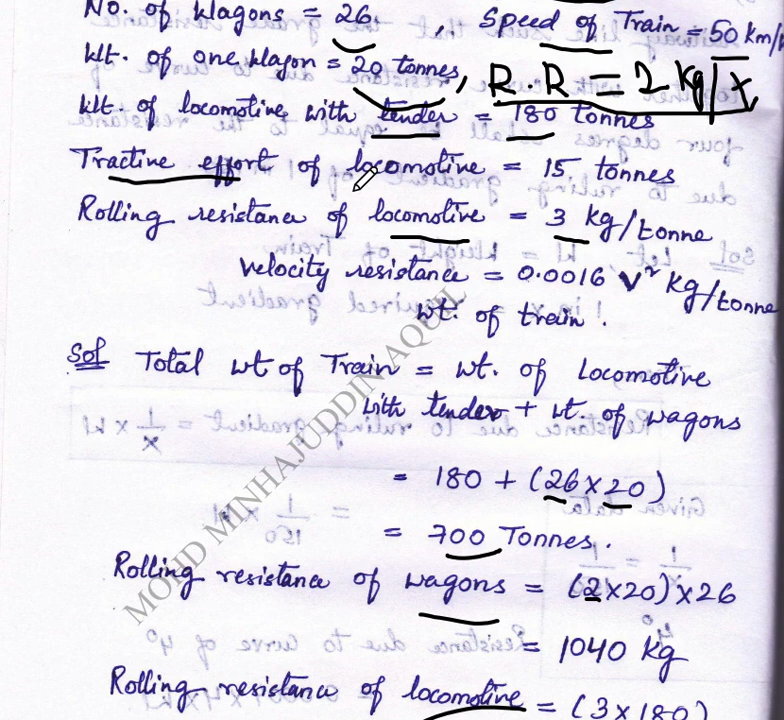 No. of Wagons = 26 , Speed of Train = 50 km/h
Wt. of one Wagon = 20 tonnes, R.R = 2 kg/t,
Wt. of locomotive with tender = 180 tonnes
Tractive effort of locomotive = 15 tonnes
Rolling resistance of locomotive = 3 kg/tonne
Velocity resistance = 0.0016 V² kg/tonne
wt. of train.
Sol Total wt of Train = wt. of Locomotive
with tender + wt. of wagons
= 180 + (26 x 20)
= 700 Tonnes.
Rolling resistance of wagons = (2x20) x 26
= 1040 kg
Rolling resistance of locomotive = (3 x 180)
MOHD MINHAJUDDIN AQUIL